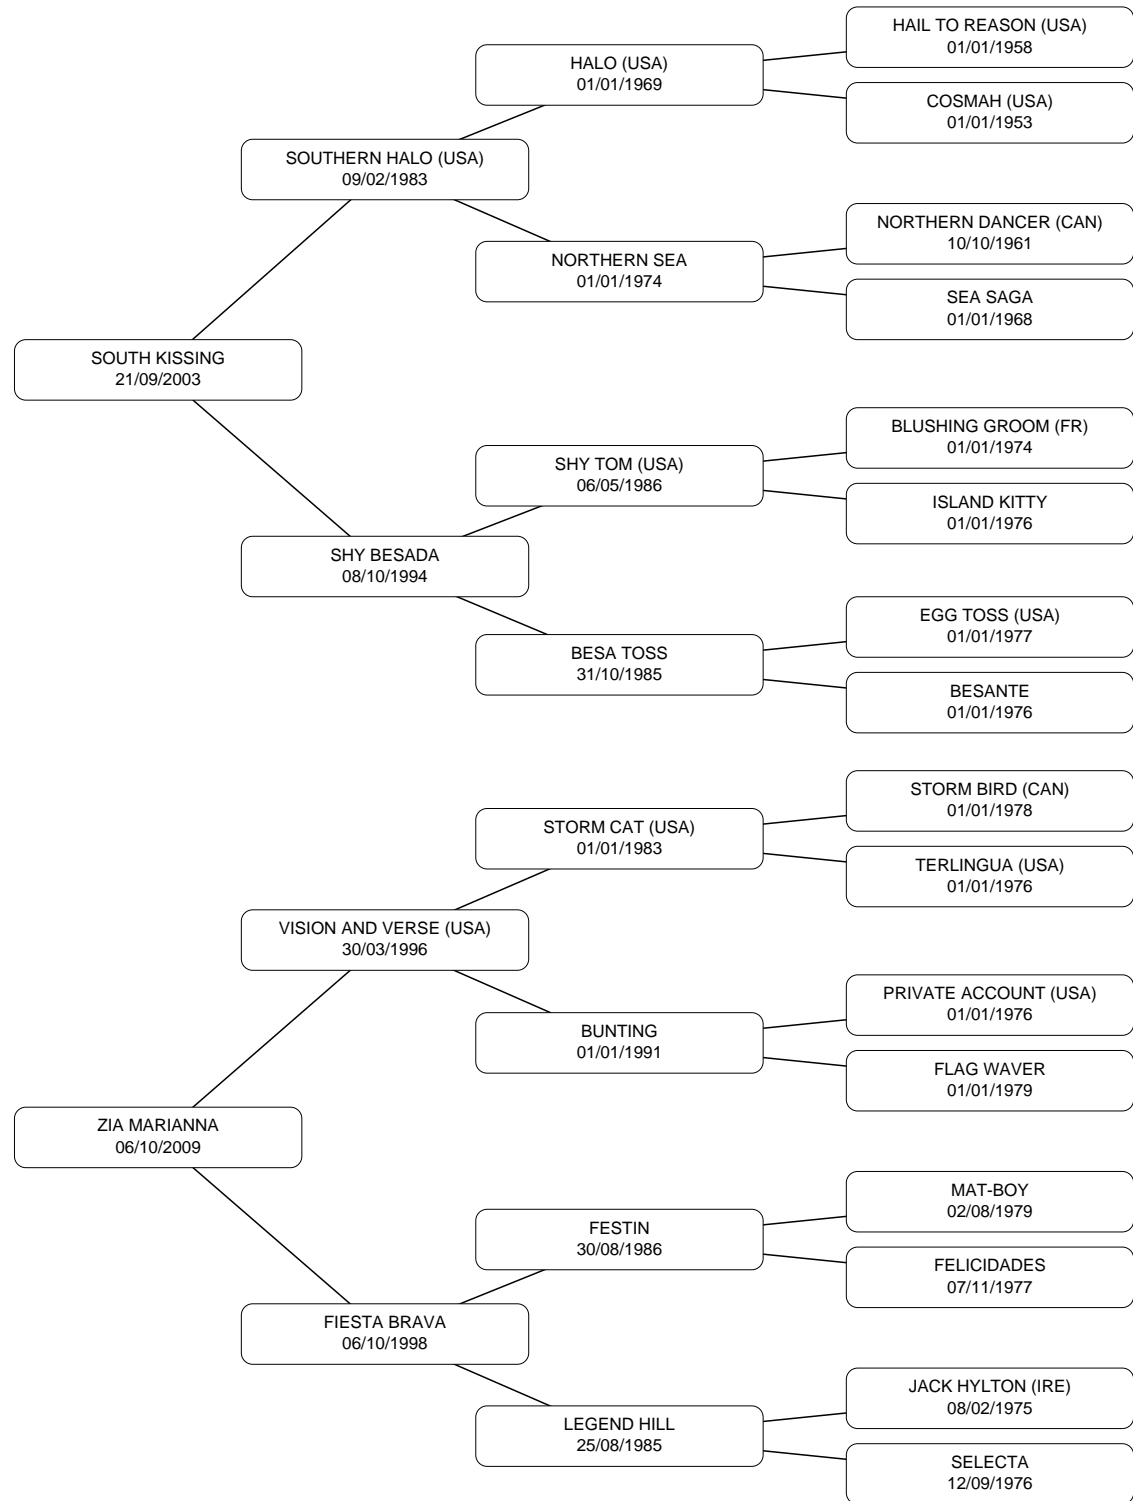 HAIL TO REASON (USA)
01/01/1958
HALO (USA)
01/01/1969
COSMAH (USA)
01/01/1953
SOUTHERN HALO (USA)
09/02/1983
NORTHERN DANCER (CAN)
10/10/1961
NORTHERN SEA
01/01/1974
SEA SAGA
01/01/1968
SOUTH KISSING
21/09/2003
BLUSHING GROOM (FR)
01/01/1974
SHY TOM (USA)
06/05/1986
ISLAND KITTY
01/01/1976
SHY BESADA
08/10/1994
EGG TOSS (USA)
01/01/1977
BESA TOSS
31/10/1985
BESANTE
01/01/1976
STORM BIRD (CAN)
01/01/1978
STORM CAT (USA)
01/01/1983
TERLINGUA (USA)
01/01/1976
VISION AND VERSE (USA)
30/03/1996
PRIVATE ACCOUNT (USA)
01/01/1976
BUNTING
01/01/1991
FLAG WAVER
01/01/1979
ZIA MARIANNA
06/10/2009
MAT-BOY
02/08/1979
FESTIN
30/08/1986
FELICIDADES
07/11/1977
FIESTA BRAVA
06/10/1998
JACK HYLTON (IRE)
08/02/1975
LEGEND HILL
25/08/1985
SELECTA
12/09/1976